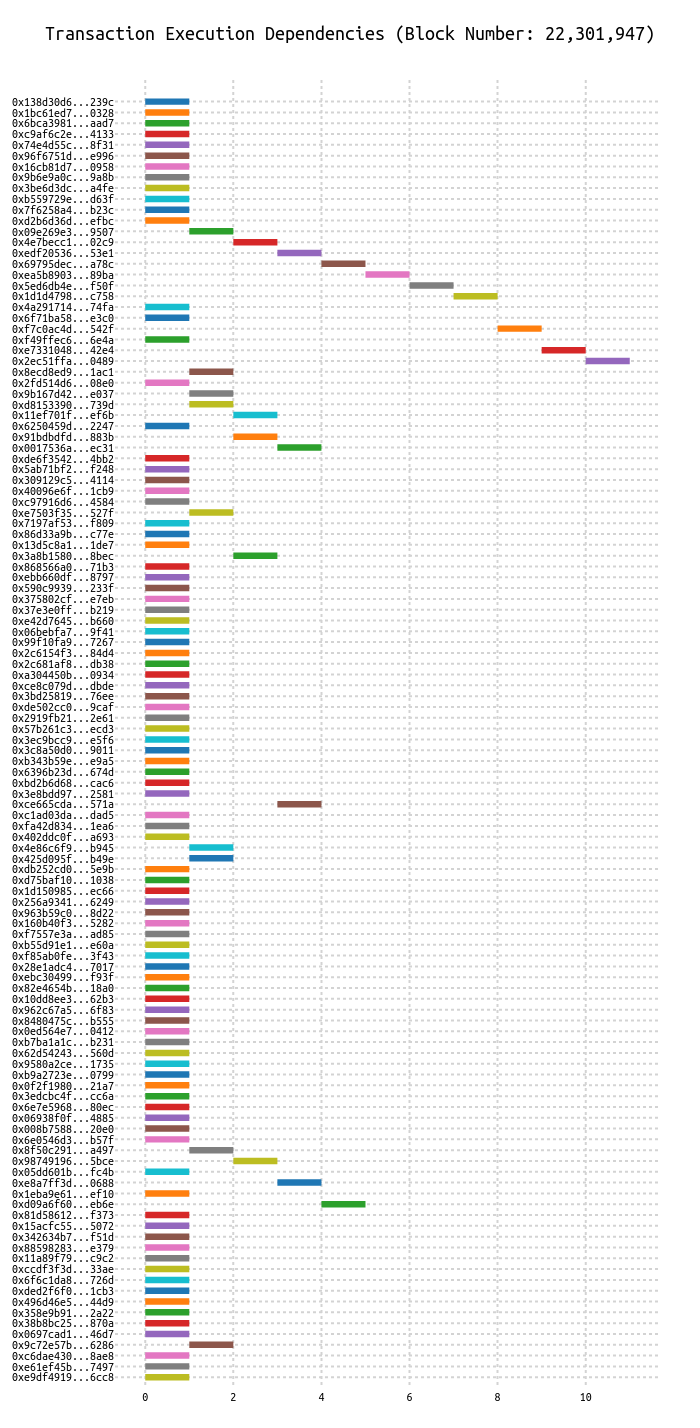 Transaction Execution Dependencies (Block Number: 22,301,947)
0x138d30d6...239c
0x1bc61ed7...0328
0x6bca3981...aad7
0xc9af6c2e...4133
0x74e4d55c...8f31
0x96f6751d...e996
0x16cb81d7...0958
0x9b6e9a0c...9a8b
0x3be6d3dc...a4fe
0xb559729e...d63f
0x7f6258a4...b23c
0xd2b6d36d...efbc
0x09e269e3...9507
0x4e7becc1...02c9
0xedf20536...53e1
0x69795dec...a78c
0xea5b8903...89ba
0x5ed6db4e...f50f
0x1d1d4798...c758
0x4a291714...74fa
0x6f71ba58...e3c0
0xf7c0ac4d...542f
0xf49ffec6...6e4a
0xe7331048...42e4
0x2ec51ffa...0489
0x8ecd8ed9...1ac1
0x2fd514d6...08e0
0x9b167d42...e037
0xd8153390...739d
0x11ef701f...ef6b
0x6250459d...2247
0x91bdbdfd...883b
0x0017536a...ec31
0xde6f3542...4bb2
0x5ab71bf2...f248
0x309129c5...4114
0x40096e6f...1cb9
0xc97916d6...4584
0xe7503f35...527f
0x7197af53...f809
0x86d33a9b...c77e
0x13d5c8a1...1de7
0x3a8b1580...8bec
0x868566a0...71b3
0xebb660df...8797
0x590c9939...233f
0x375802cf...e7eb
0x37e3e0ff...b219
0xe42d7645...b660
0x06bebfa7...9f41
0x99f10fa9...7267
0x2c6154f3...84d4
0x2c681af8...db38
0xa304450b...0934
0xce8c079d...dbde
0x3bd25819...76ee
0xde502cc0...9caf
0x2919fb21...2e61
0x57b261c3...ecd3
0x3ec9bcc9...e5f6
0x3c8a50d0...9011
0xb343b59e...e9a5
0x6396b23d...674d
0xbd2b6d68...cac6
0x3e8bdd97...2581
0xce665cda...571a
0xc1ad03da...dad5
0xfa42d834...1ea6
0x402ddc0f...a693
0x4e86c6f9...b945
0x425d095f...b49e
0xdb252cd0...5e9b
0xd75baf10...1038
0x1d150985...ec66
0x256a9341...6249
0x963b59c0...8d22
0x160b40f3...5282
0xf7557e3a...ad85
0xb55d91e1...e60a
0xf85ab0fe...3f43
0x28e1adc4...7017
0xebc30499...f93f
0x82e4654b...18a0
0x10dd8ee3...62b3
0x962c67a5...6f83
0x8480475c...b555
0x0ed564e7...0412
0xb7ba1a1c...b231
0x62d54243...560d
0x9580a2ce...1735
0xb9a2723e...0799
0x0f2f1980...21a7
0x3edcbc4f...cc6a
0x6e7e5968...80ec
0x06938f0f...4885
0x008b7588...20e0
0x6e0546d3...b57f
0x8f50c291...a497
0x98749196...5bce
0x05dd601b...fc4b
0xe8a7ff3d...0688
0x1eba9e61...ef10
0xd09a6f60...eb6e
0x81d58612...f373
0x15acfc55...5072
0x342634b7...f51d
0x88598283...e379
0x11a89f79...c9c2
0xccdf3f3d...33ae
0x6f6c1da8...726d
0xded2f6f0...1cb3
0x496d46e5...44d9
0x358e9b91...2a22
0x38b8bc25...870a
0x0697cad1...46d7
0x9c72e57b...6286
0xc6dae430...8ae8
0xe61ef45b...7497
0xe9df4919...6cc8
0 2 4 6 8 10